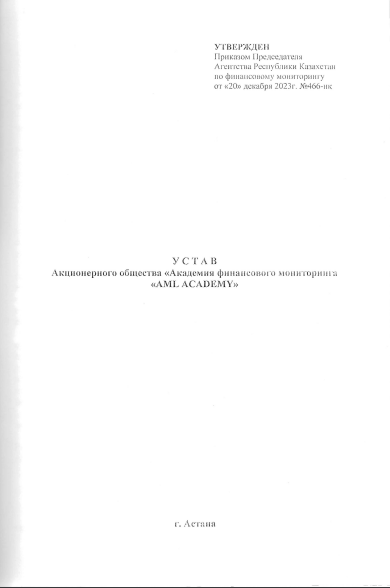 УТВЕРЖДЕН
Приказом Председателя
Агентства Республики Казахстан
по финансовому мониторингу
от «20» декабря 2023г. №466-нк
У С Т А В
Акционерного общества «Академия финансового мониторинга
«AML ACADEMY»
г. Астана